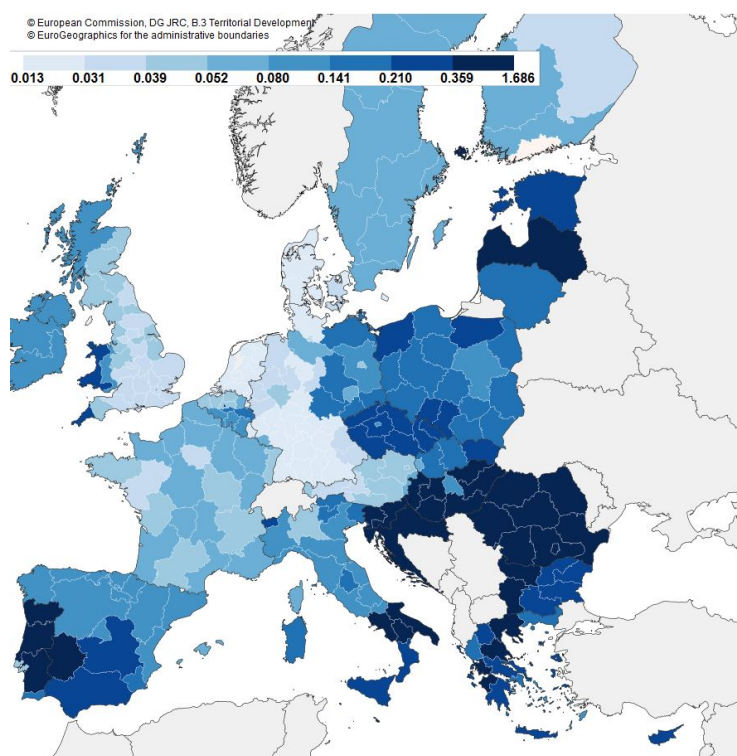 © European Commission, DG JRC, B.3 Territorial Development
© EuroGeographics for the administrative boundaries
0.013 0.031 0.039 0.052 0.080 0.141 0.210 0.359 1.686